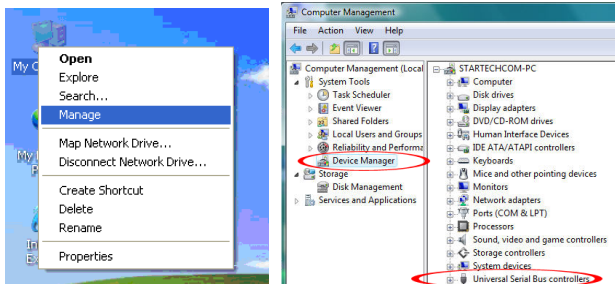 My C
Open
Explore
Search...
Manage
Map Network Drive...
Disconnect Network Drive...
Create Shortcut
Delete
Rename
Properties
Computer Management
File Action View Help
Computer Management (Local
System Tools
Task Scheduler
Event Viewer
Shared Folders
Local Users and Groups
Reliability and Performa
Device Manager
Storage
Disk Management
Services and Applications
STARTECHCOM-PC
Computer
Disk drives
Display adapters
DVD/CD-ROM drives
Human Interface Devices
IDE ATA/ATAPI controllers
Keyboards
Mice and other pointing devices
Monitors
Network adapters
Ports (COM & LPT)
Processors
Sound, video and game controllers
Storage controllers
System devices
Universal Serial Bus controllers